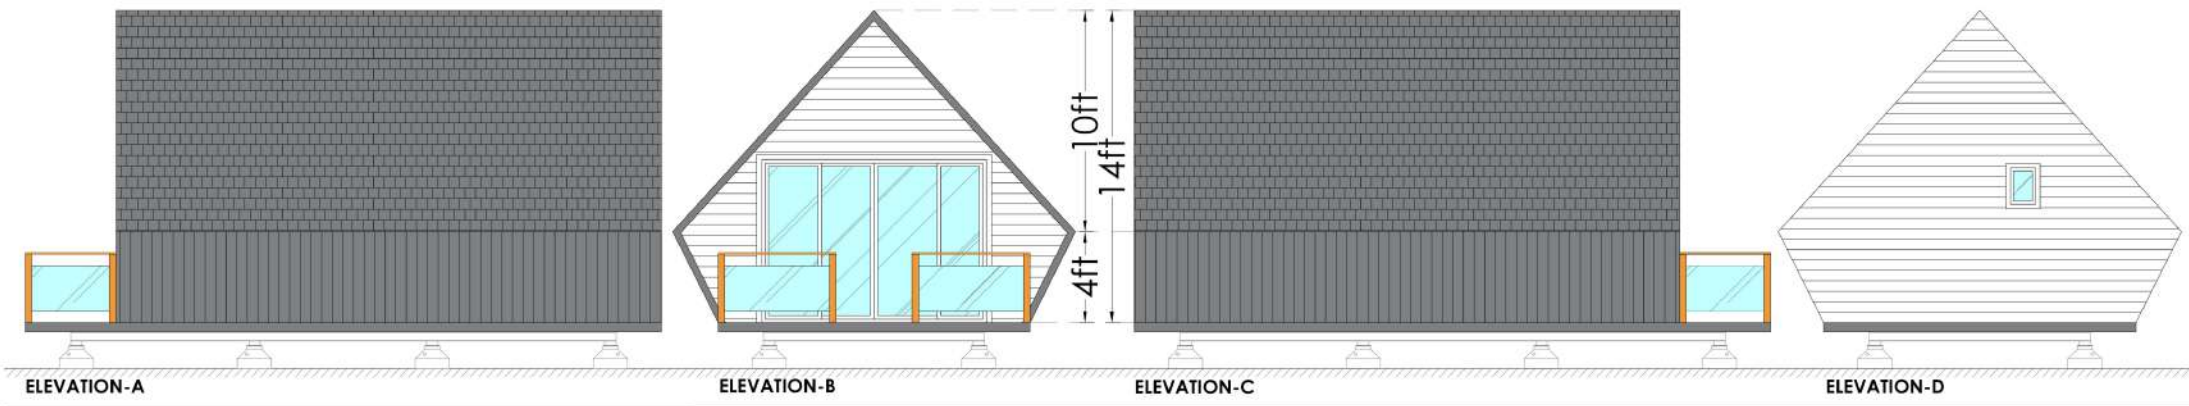 10ft
14ft
4ft
ELEVATION-A
ELEVATION-B
ELEVATION-C
ELEVATION-D